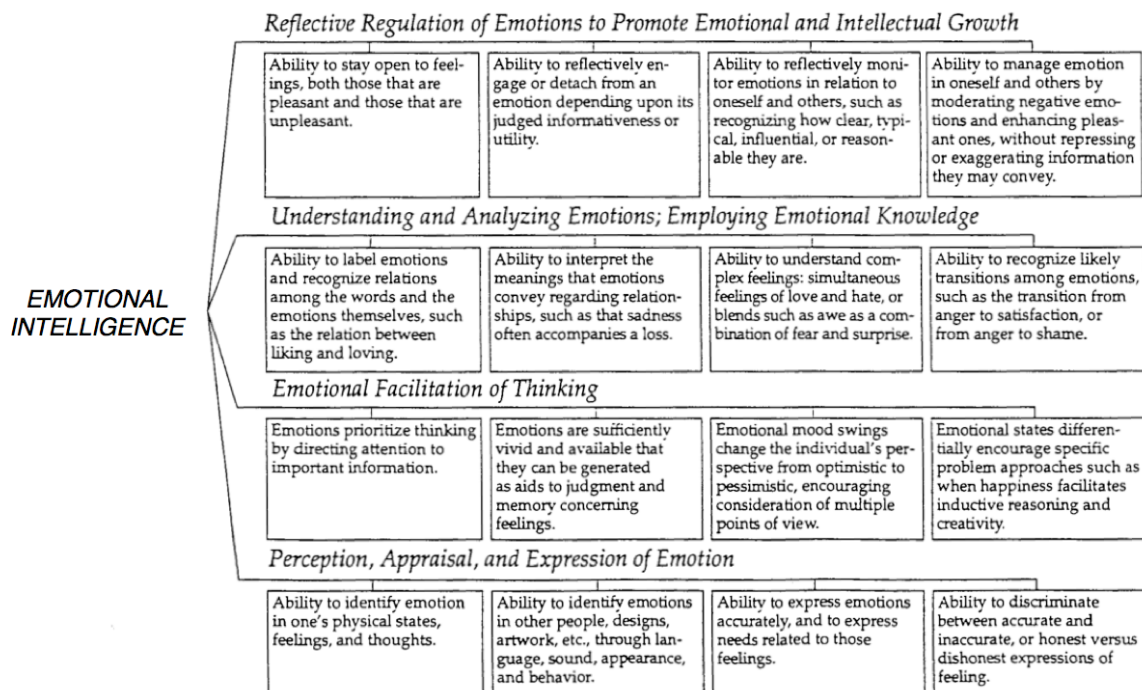 Reflective Regulation of Emotions to Promote Emotional and Intellectual Growth
Ability to stay open to feel-
ings, both those that are
pleasant and those that are
unpleasant.
Ability to reflectively en-
gage or detach from an
emotion depending upon its
judged informativeness or
utility.
Ability to reflectively moni-
tor emotions in relation to
oneself and others, such as
recognizing how clear, typi-
cal, influential, or reason-
able they are.
Ability to manage emotion
in oneself and others by
moderating negative emo-
tions and enhancing pleas-
ant ones, without repressing
or exaggerating information
they may convey.
Understanding and Analyzing Emotions; Employing Emotional Knowledge
Ability to label emotions
and recognize relations
among the words and the
emotions themselves, such
as the relation between
liking and loving.
Ability to interpret the
meanings that emotions
convey regarding relation-
ships, such as that sadness
often accompanies a loss.
Ability to understand com-
plex feelings: simultaneous
feelings of love and hate, or
blends such as awe as a com-
bination of fear and surprise.
Ability to recognize likely
transitions among emotions,
such as the transition from
anger to satisfaction, or
from anger to shame.
EMOTIONAL
INTELLIGENCE
Emotional Facilitation of Thinking
Emotions prioritize thinking
by directing attention to
important information.
Emotions are sufficiently
vivid and available that
they can be generated
as aids to judgment and
memory concerning
feelings.
Emotional mood swings
change the individual's per-
spective from optimistic to
pessimistic, encouraging
consideration of multiple
points of view.
Emotional states differen-
tially encourage specific
problem approaches such as
when happiness facilitates
inductive reasoning and
creativity.
Perception, Appraisal, and Expression of Emotion
Ability to identify emotion
in one's physical states,
feelings, and thoughts.
Ability to identify emotions
in other people, designs,
artwork, etc., through lan-
guage, sound, appearance,
and behavior.
Ability to express emotions
accurately, and to express
needs related to those
feelings.
Ability to discriminate
between accurate and
inaccurate, or honest versus
dishonest expressions of
feeling.